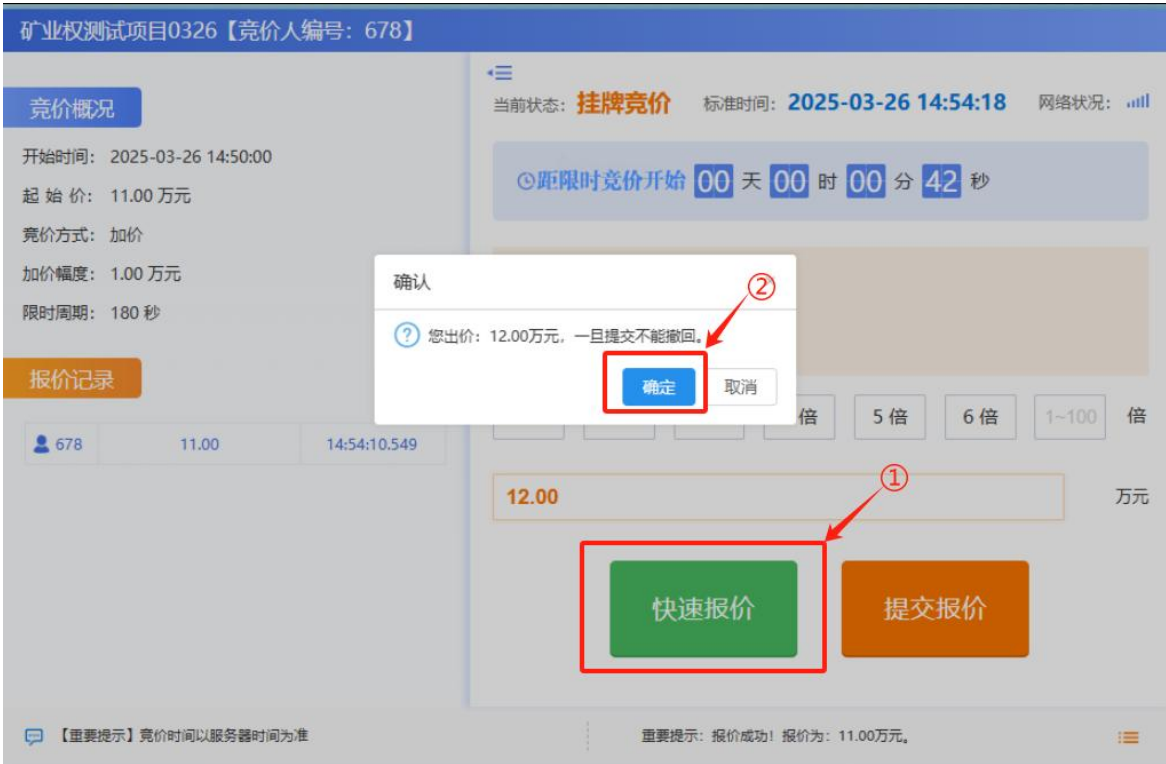 矿业权测试项目0326【竞价人编号：678】
竞价概况
开始时间： 2025-03-26 14:50:00
起 始 价： 11.00 万元
竞价方式： 加价
加价幅度： 1.00 万元
限时周期： 180 秒
报价记录
678 11.00 14:54:10.549
当前状态：挂牌竞价 标准时间：2025-03-26 14:54:18 网络状况：
距限时竞价开始 00 天 00 时 00 分 42 秒
确认
②
您出价：12.00万元，一旦提交不能撤回。
确定 取消
倍 5 倍 6 倍 1~100 倍
①
12.00 万元
快速报价 提交报价
【重要提示】竞价时间以服务器时间为准 重要提示：报价成功！报价为：11.00万元。